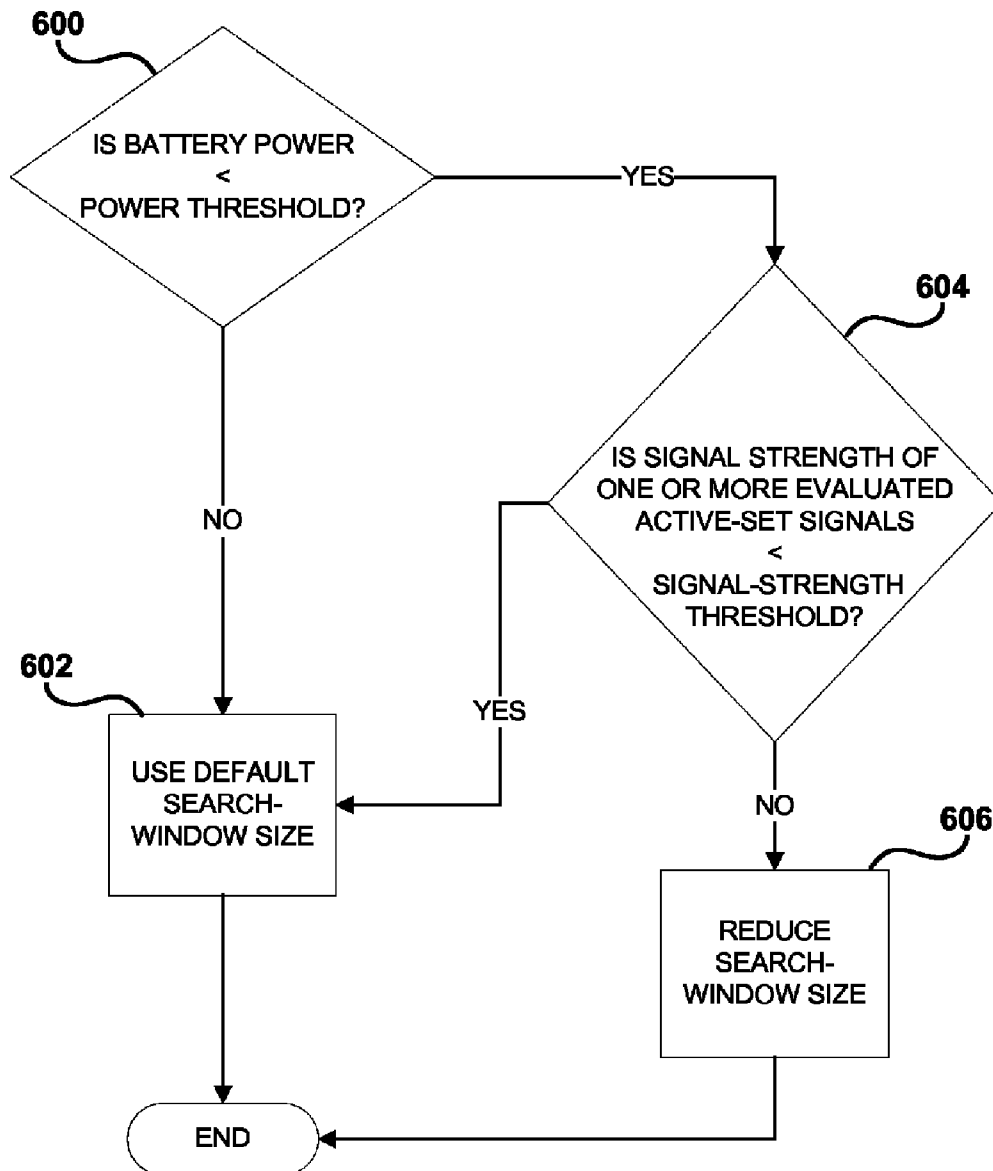 600
IS BATTERY POWER
<
POWER THRESHOLD?
YES
604
IS SIGNAL STRENGTH OF
ONE OR MORE EVALUATED
ACTIVE-SET SIGNALS
<
SIGNAL-STRENGTH
THRESHOLD?
NO
602
YES
USE DEFAULT
SEARCH-
WINDOW SIZE
NO
606
REDUCE
SEARCH-
WINDOW SIZE
END